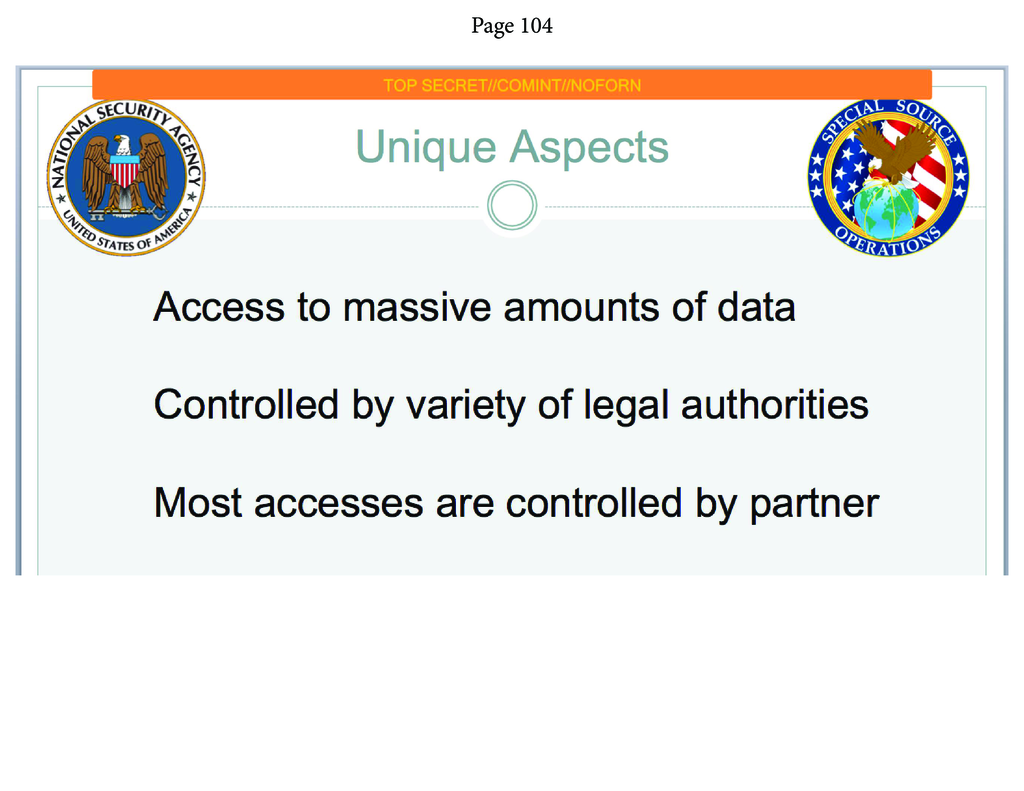 Page 104
TOP SECRET//COMINT//NOFORN
NATIONAL SECURITY AGENCY
UNITED STATES OF AMERICA
Unique Aspects
SPECIAL SOURCE
OPERATIONS
Access to massive amounts of data
Controlled by variety of legal authorities
Most accesses are controlled by partner